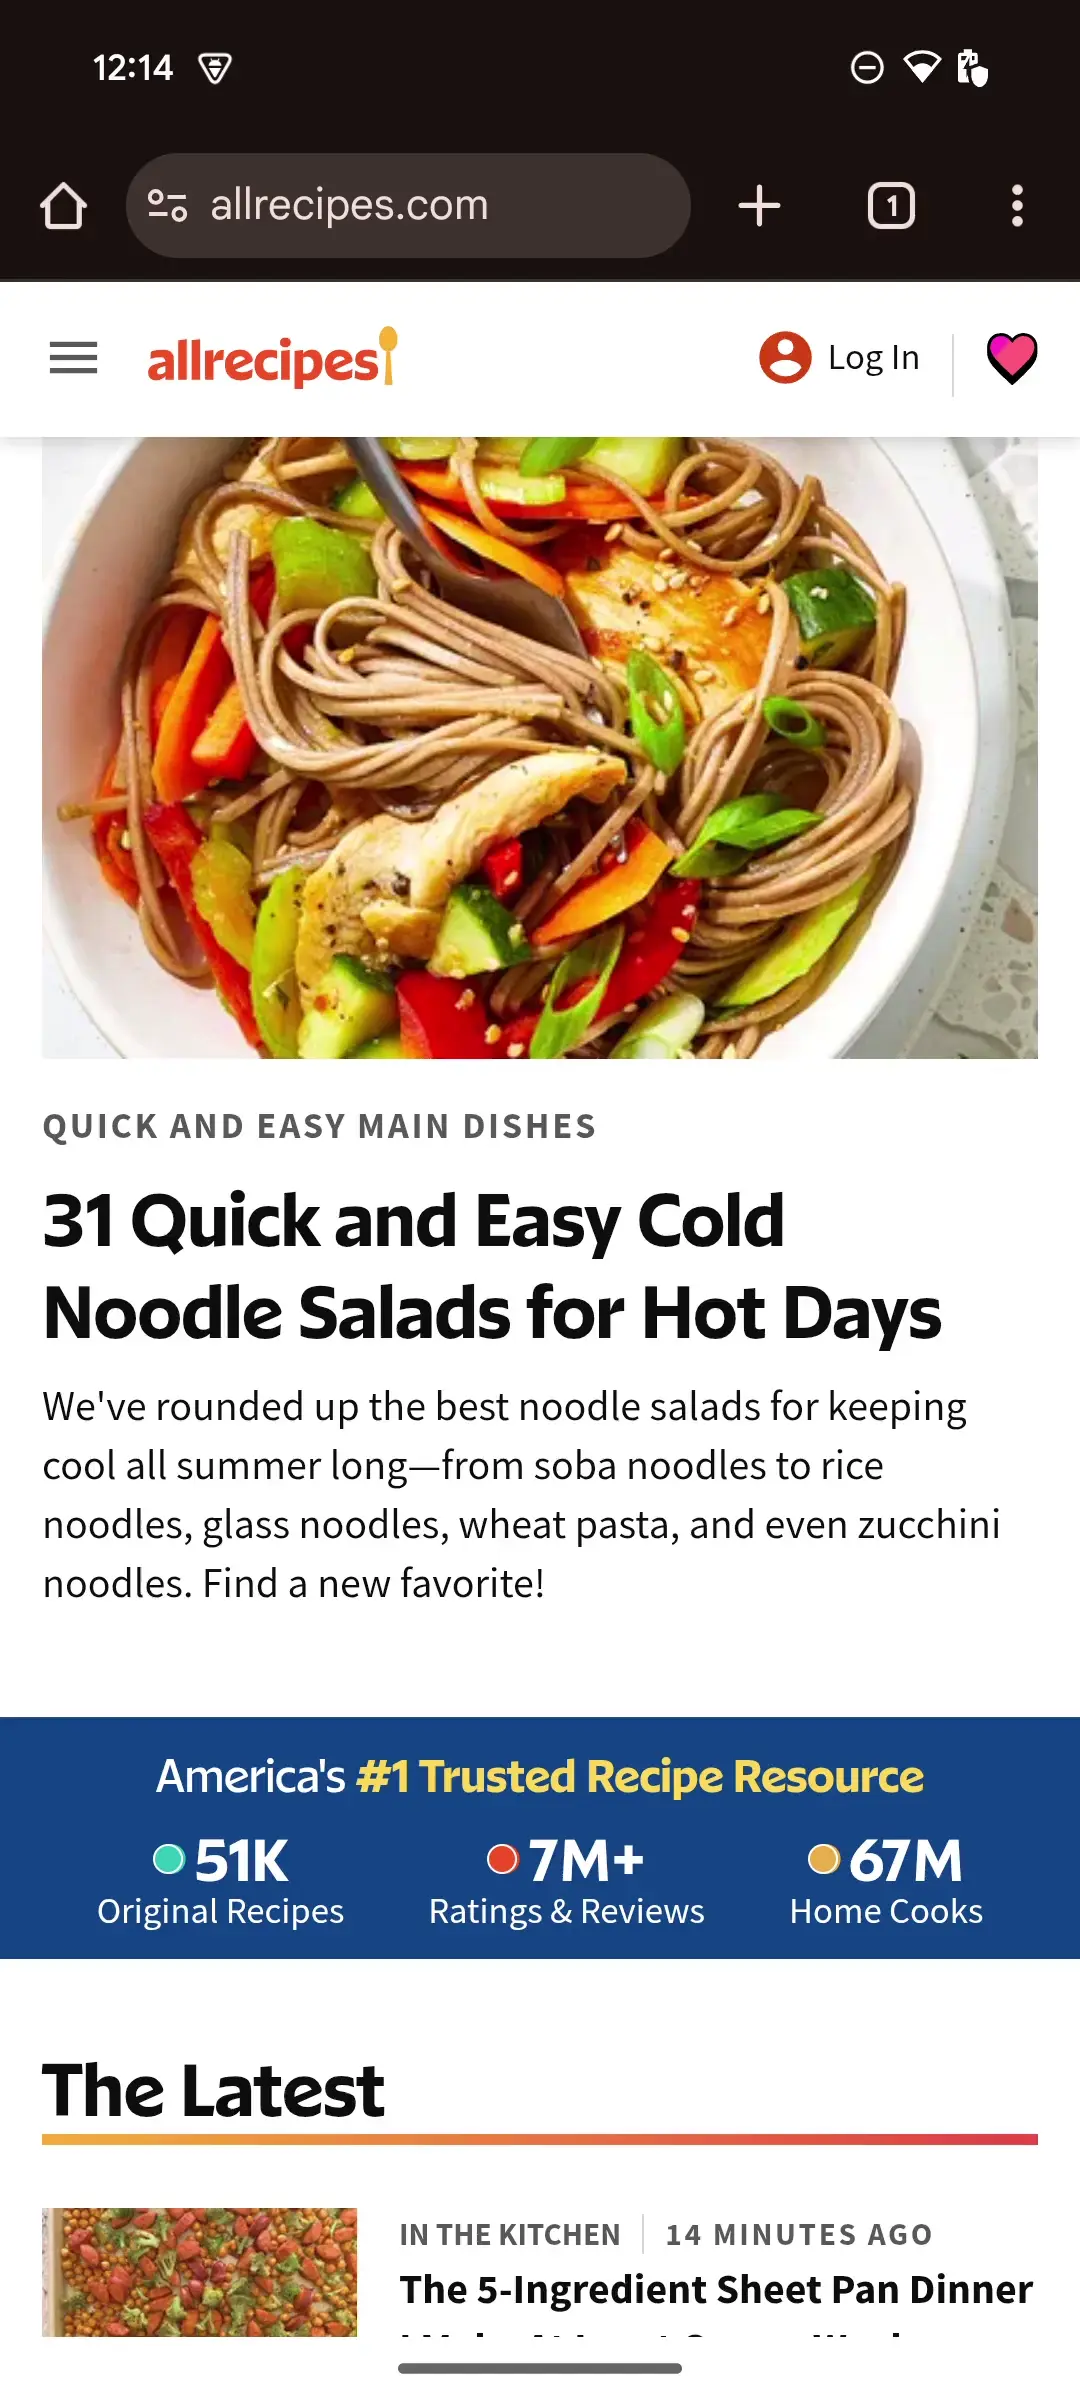 12:14
allrecipes.com
1
allrecipes
Log In
QUICK AND EASY MAIN DISHES
31 Quick and Easy Cold
Noodle Salads for Hot Days
We've rounded up the best noodle salads for keeping
cool all summer long—from soba noodles to rice
noodles, glass noodles, wheat pasta, and even zucchini
noodles. Find a new favorite!
America's #1 Trusted Recipe Resource
51K
7M+
67M
Original Recipes
Ratings & Reviews
Home Cooks
The Latest
IN THE KITCHEN
14 MINUTES AGO
The 5-Ingredient Sheet Pan Dinner